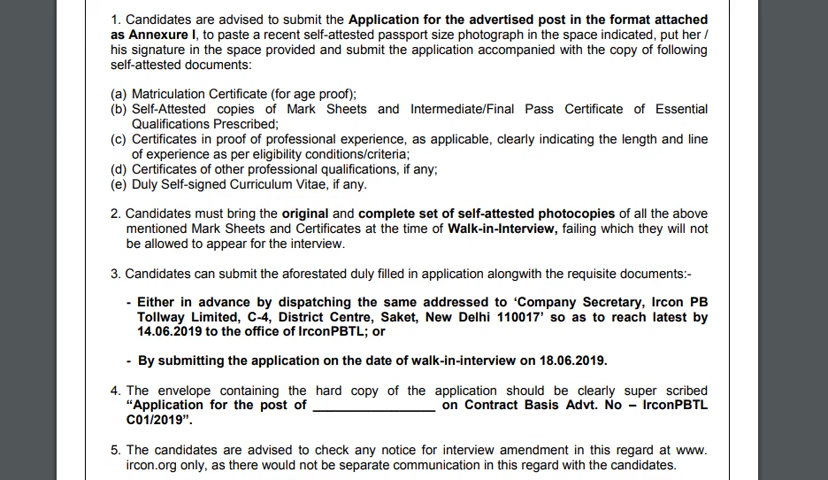 1. Candidates are advised to submit the Application for the advertised post in the format attached
as Annexure I, to paste a recent self-attested passport size photograph in the space indicated, put her /
his signature in the space provided and submit the application accompanied with the copy of following
self-attested documents:
(a) Matriculation Certificate (for age proof);
(b) Self-Attested copies of Mark Sheets and Intermediate/Final Pass Certificate of Essential
Qualifications Prescribed;
(c) Certificates in proof of professional experience, as applicable, clearly indicating the length and line
of experience as per eligibility conditions/criteria;
(d) Certificates of other professional qualifications, if any;
(e) Duly Self-signed Curriculum Vitae, if any.
2. Candidates must bring the original and complete set of self-attested photocopies of all the above
mentioned Mark Sheets and Certificates at the time of Walk-in-Interview, failing which they will not
be allowed to appear for the interview.
3. Candidates can submit the aforestated duly filled in application alongwith the requisite documents:-
- Either in advance by dispatching the same addressed to ‘Company Secretary, Ircon PB
Tollway Limited, C-4, District Centre, Saket, New Delhi 110017’ so as to reach latest by
14.06.2019 to the office of IrconPBTL; or
- By submitting the application on the date of walk-in-interview on 18.06.2019.
4. The envelope containing the hard copy of the application should be clearly super scribed
“Application for the post of _________________ on Contract Basis Advt. No – IrconPBTL
C01/2019”.
5. The candidates are advised to check any notice for interview amendment in this regard at www.
ircon.org only, as there would not be separate communication in this regard with the candidates.